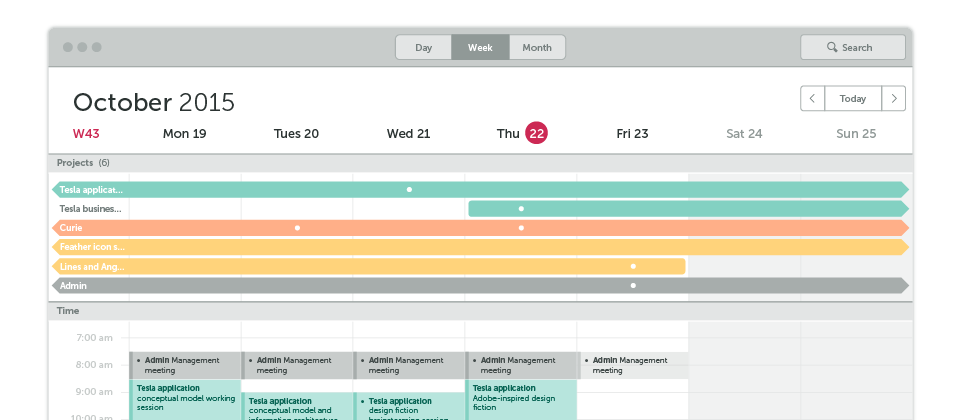 Day Week Month Search
October 2015 Today
W43 Mon 19 Tues 20 Wed 21 Thu 22 Fri 23 Sat 24 Sun 25
Projects (6)
Tesla applicat...
Tesla busines...
Curie
Feather icon s...
Lines and Ang...
Admin
Time
7:00 am
8:00 am
Admin Management
meeting
Admin Management
meeting
Admin Management
meeting
Admin Management
meeting
Admin Management
meeting
9:00 am
Tesla application
conceptual model working
session
Tesla application
conceptual model and
information architecture
Tesla application
design fiction
brainstorming session
Tesla application
Adobe-inspired design
fiction
10:00 am